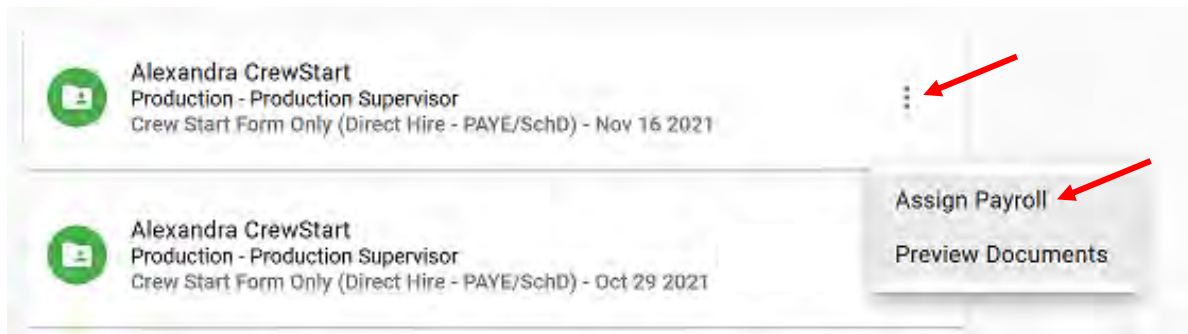 Alexandra CrewStart
Production - Production Supervisor
Crew Start Form Only (Direct Hire - PAYE/SchD) - Nov 16 2021
Assign Payroll
Preview Documents
Alexandra CrewStart
Production - Production Supervisor
Crew Start Form Only (Direct Hire - PAYE/SchD) - Oct 29 2021